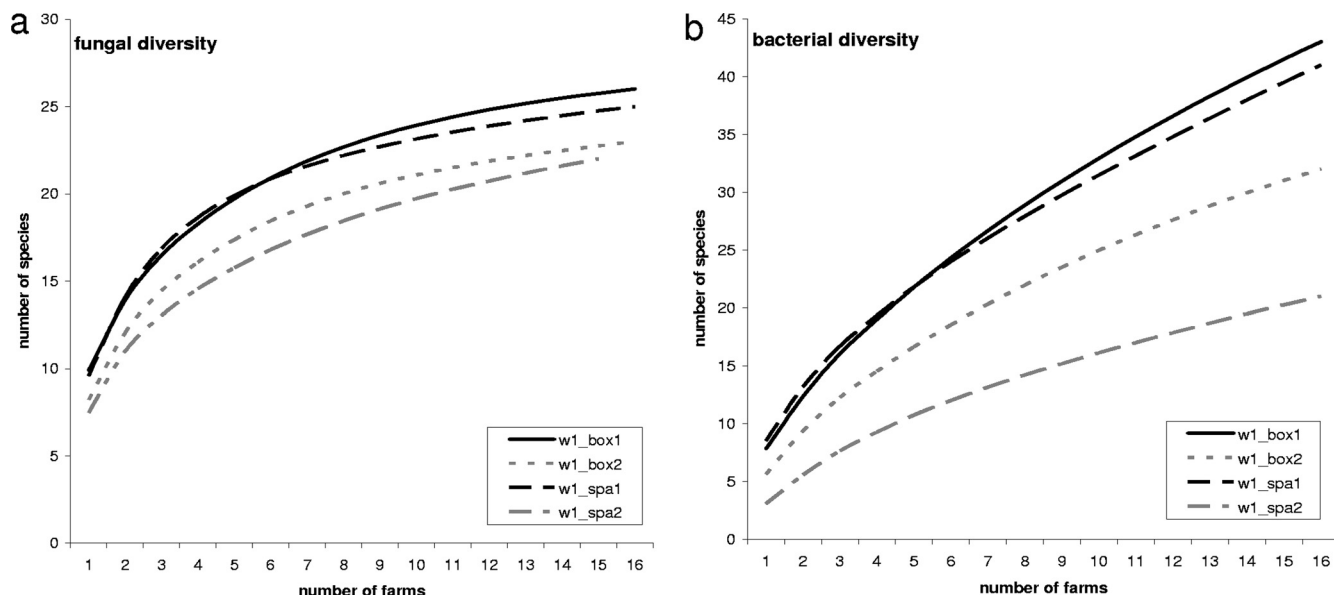 a
fungal diversity
number of species
30
25
20
15
10
5
0
1 2 3 4 5 6 7 8 9 10 11 12 13 14 15 16
number of farms
w1_box1
w1_box2
w1_spa1
w1_spa2
b
bacterial diversity
number of species
45
40
35
30
25
20
15
10
5
0
1 2 3 4 5 6 7 8 9 10 11 12 13 14 15 16
number of farms
w1_box1
w1_box2
w1_spa1
w1_spa2